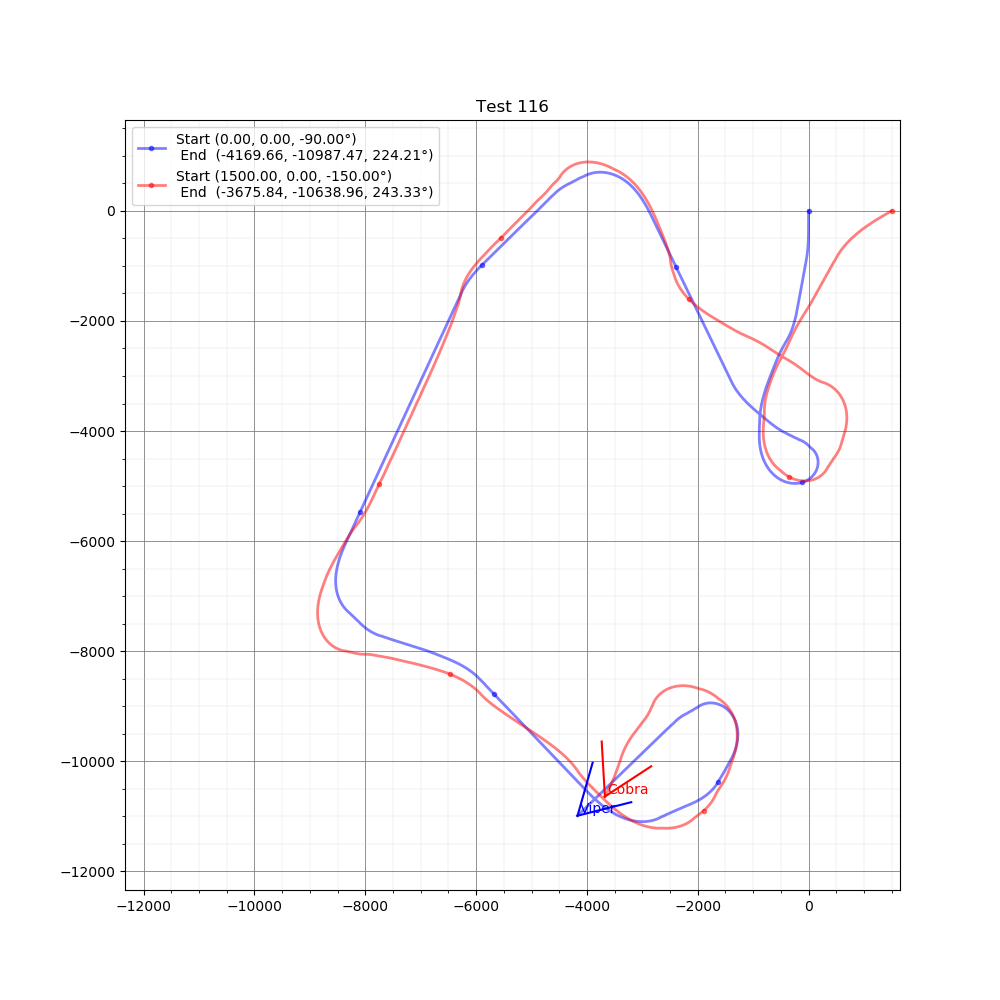 Test 116
Start (0.00, 0.00, -90.00°)
End  (-4169.66, -10987.47, 224.21°)
Start (1500.00, 0.00, -150.00°)
End  (-3675.84, -10638.96, 243.33°)
0
−2000
−4000
−6000
−8000
−10000
−12000
Cobra
Viper
−12000
−10000
−8000
−6000
−4000
−2000
0